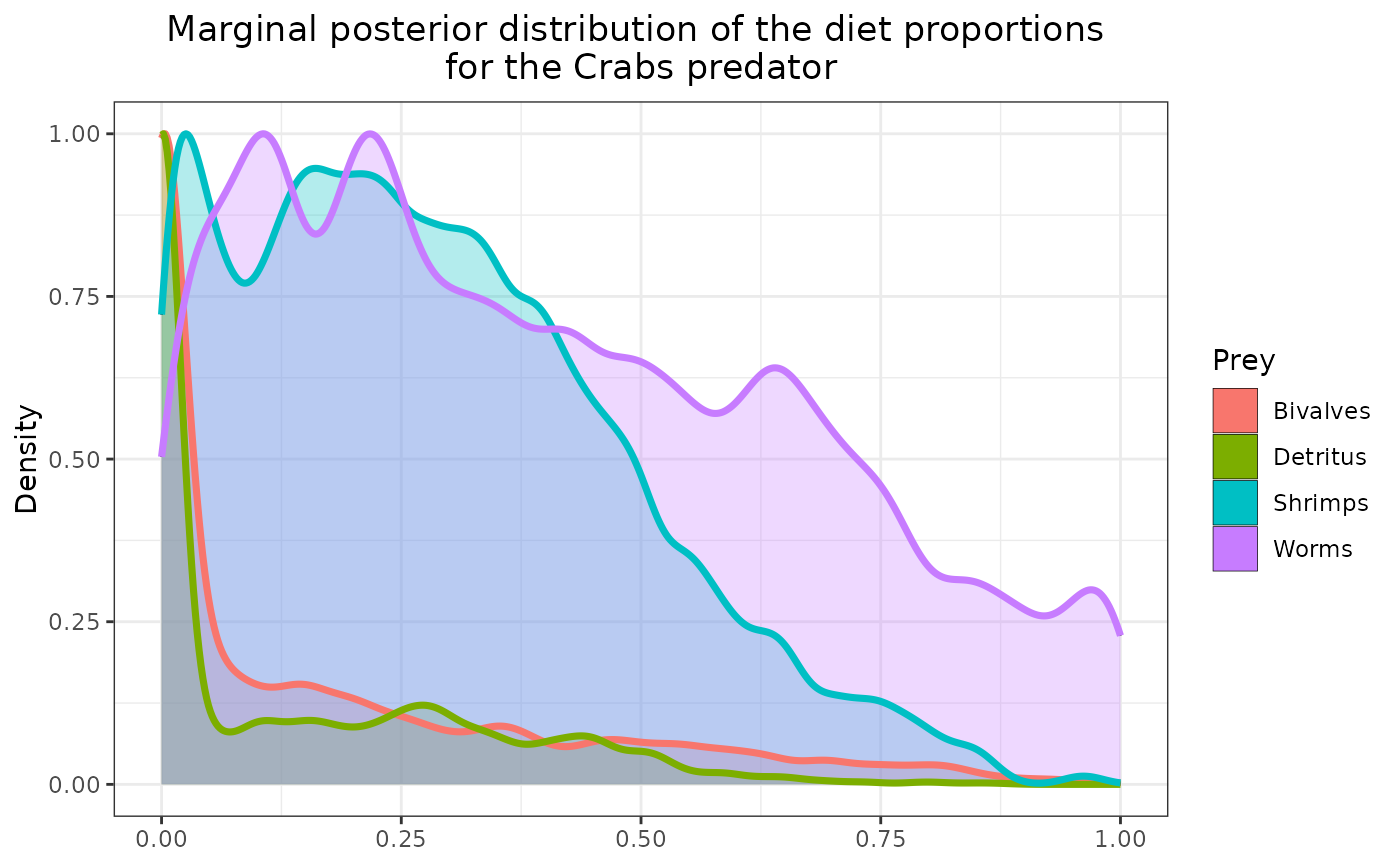 Marginal posterior distribution of the diet proportions
for the Crabs predator
1.00
0.75
0.50
0.25
0.00
Density
0.00
0.25
0.50
0.75
1.00
Prey
Bivalves
Detritus
Shrimps
Worms